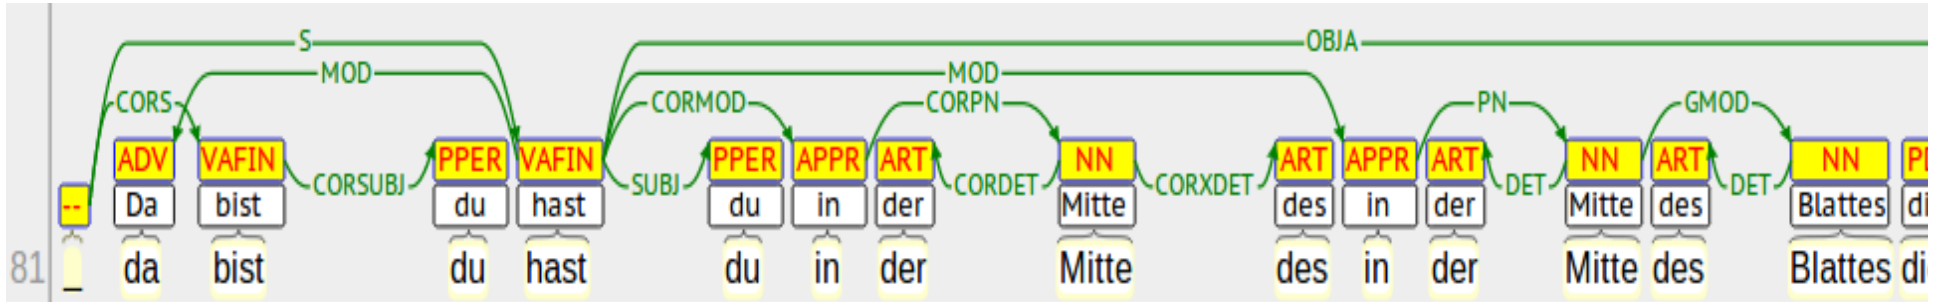 S OBJA
MOD MOD
CORS CORMOD CORPN PN GMOD
ADV VAFIN PPER VAFIN PPER APPR ART NN ART APPR ART NN ART NN
CORSUBJ SUBJ CORDET CORXDET DET DET
-- Da bist du hast du in der Mitte des in der Mitte des Blattes
81 _ da bist du hast du in der Mitte des in der Mitte des Blattes